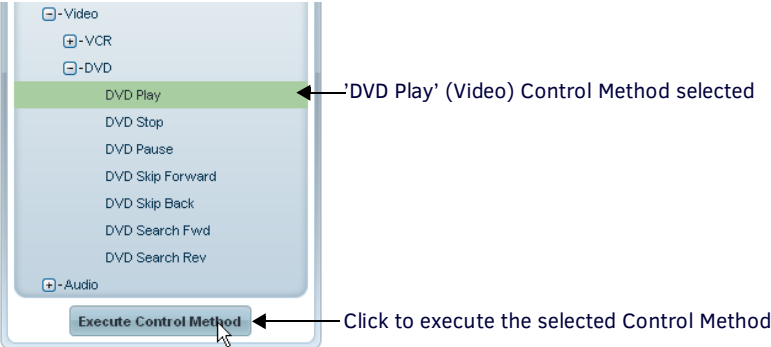 -Video
-VCR
-DVD
DVD Play
'DVD Play' (Video) Control Method selected
DVD Stop
DVD Pause
DVD Skip Forward
DVD Skip Back
DVD Search Fwd
DVD Search Rev
-Audio
Execute Control Method
Click to execute the selected Control Method